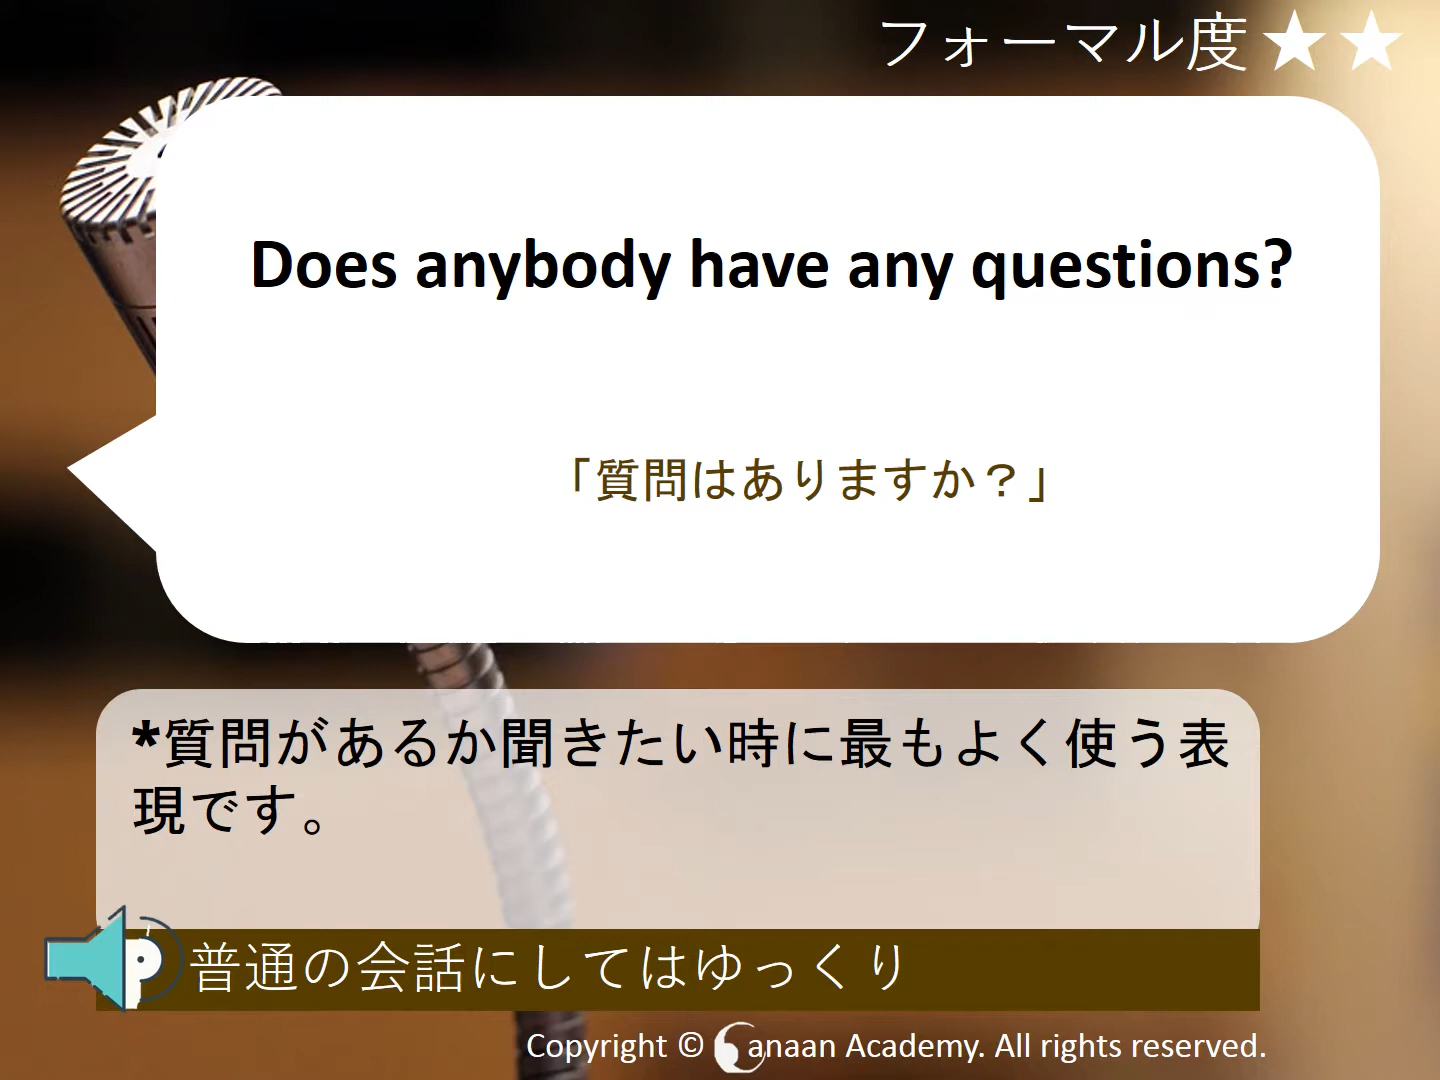 フォーマル度★★
Does anybody have any questions?
「質問はありますか？」
*質問があるか聞きたい時に最もよく使う表
現です。
普通の会話にしてはゆっくり
Copyright © Canaan Academy. All rights reserved.